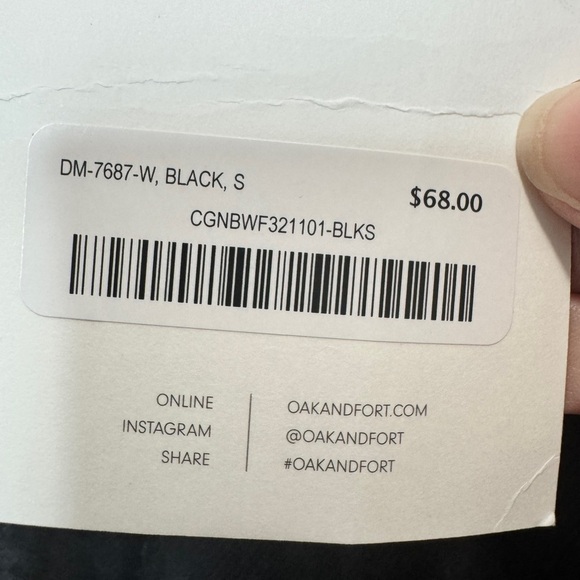 DM-7687-W, BLACK, S
$68.00
CGNBWF321101-BLKS
ONLINE
INSTAGRAM
SHARE
OAKANDFORT.COM
@OAKANDFORT
#OAKANDFORT